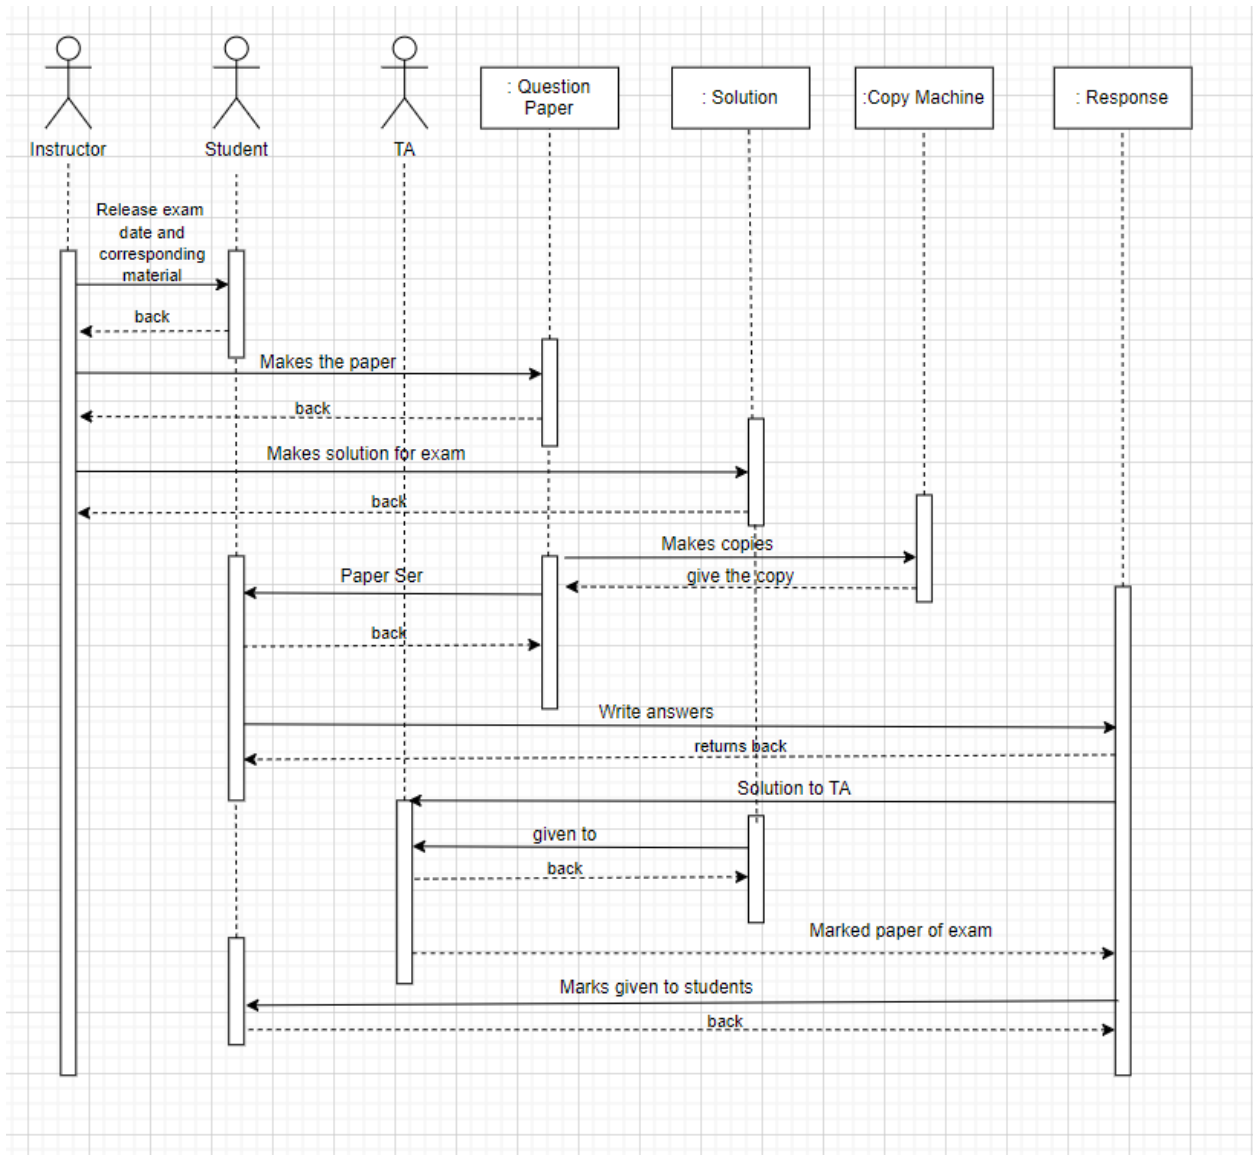 Instructor
Student
TA
: Question
Paper
: Solution
:Copy Machine
: Response
Release exam
date and
corresponding
material
back
Makes the paper
back
Makes solution for exam
back
Makes copies
give the copy
Paper Ser
back
Write answers
returns back
Solution to TA
given to
back
Marked paper of exam
Marks given to students
back